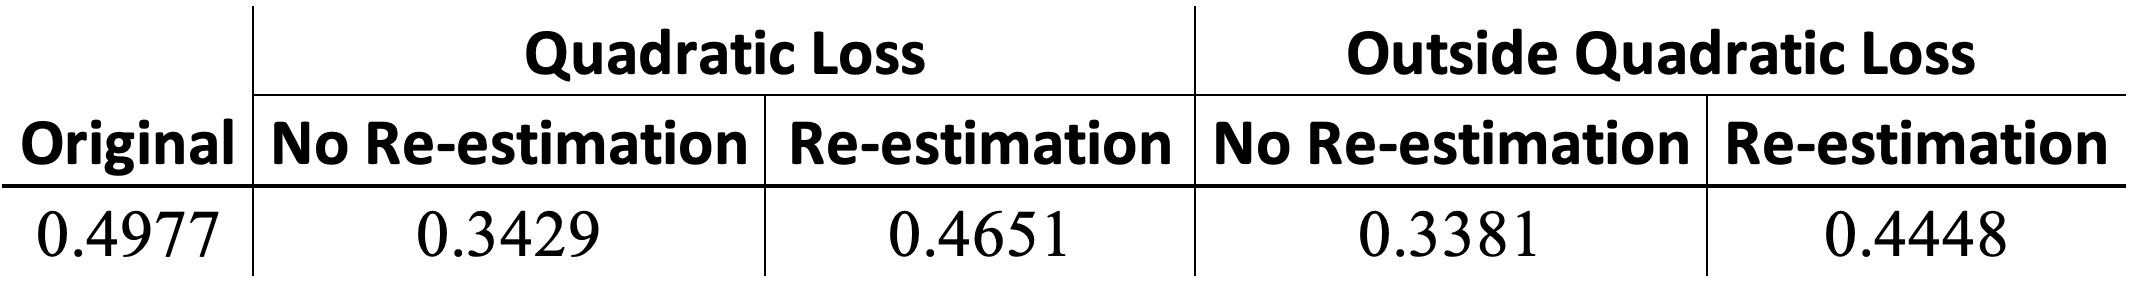 Quadratic Loss Outside Quadratic Loss
Original No Re-estimation Re-estimation No Re-estimation Re-estimation
0.4977 0.3429 0.4651 0.3381 0.4448